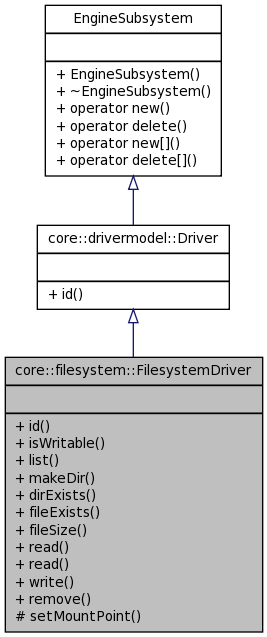 EngineSubsystem
+ EngineSubsystem()
+ ~EngineSubsystem()
+ operator new()
+ operator delete()
+ operator new[]()
+ operator delete[]()
core::drivermodel::Driver
+ id()
core::filesystem::FilesystemDriver
+ id()
+ isWritable()
+ list()
+ makeDir()
+ dirExists()
+ fileExists()
+ fileSize()
+ read()
+ read()
+ write()
+ remove()
# setMountPoint()